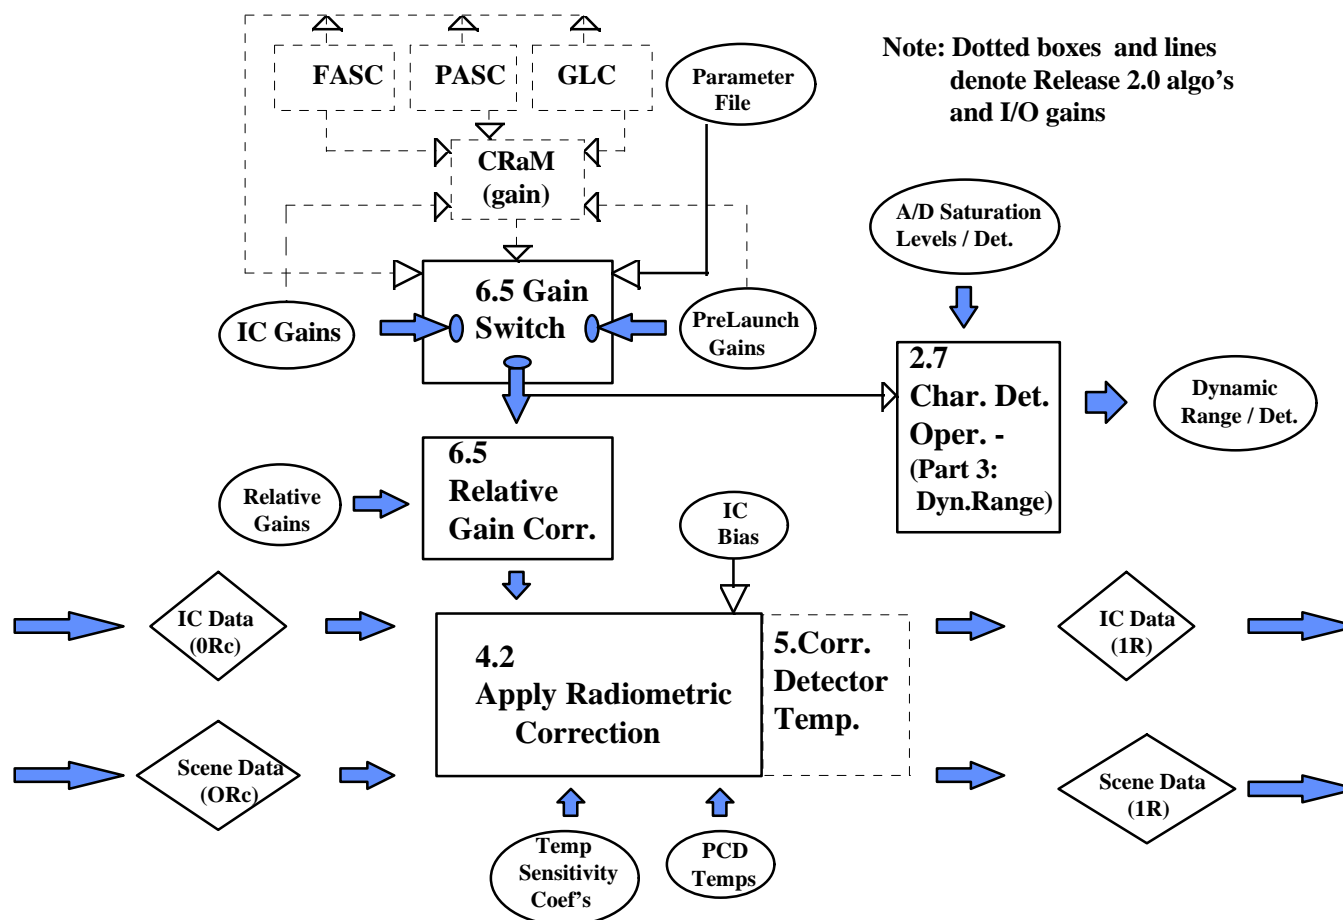 FASC
PASC
GLC
Parameter
File
Note: Dotted boxes and lines
denote Release 2.0 algo's
and I/O gains
CRaM
(gain)
A/D Saturation
Levels / Det.
6.5 Gain
Switch
IC Gains
PreLaunch
Gains
2.7
Char. Det.
Oper. -
(Part 3:
Dyn.Range)
Dynamic
Range / Det.
6.5
Relative
Gain Corr.
Relative
Gains
IC
Bias
IC Data
(0Rc)
4.2
Apply Radiometric
Correction
5.Corr.
Detector
Temp.
IC Data
(1R)
Scene Data
(ORc)
Scene Data
(1R)
Temp
Sensitivity
Coef's
PCD
Temps